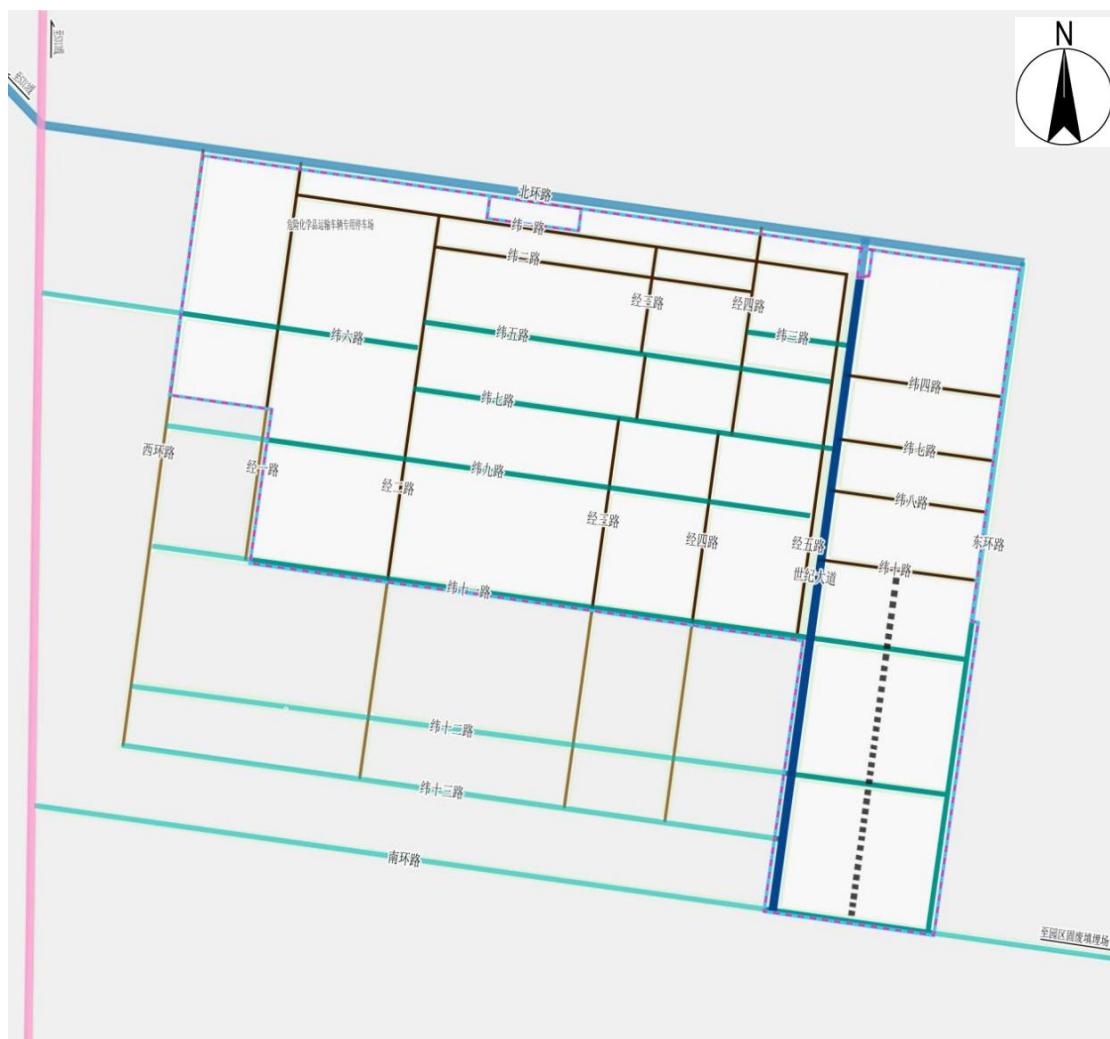 N
北环路
危险化学品运输车辆专用停车场
纬一路
纬二路
经三路
经四路
纬三路
纬五路
纬六路
纬四路
纬七路
纬七路
西环路
经一路
纬九路
经二路
纬八路
经三路
经四路
经五路
东环路
世纪大道
纬十路
纬十一路
纬十二路
纬十三路
南环路
至园区固废填埋场